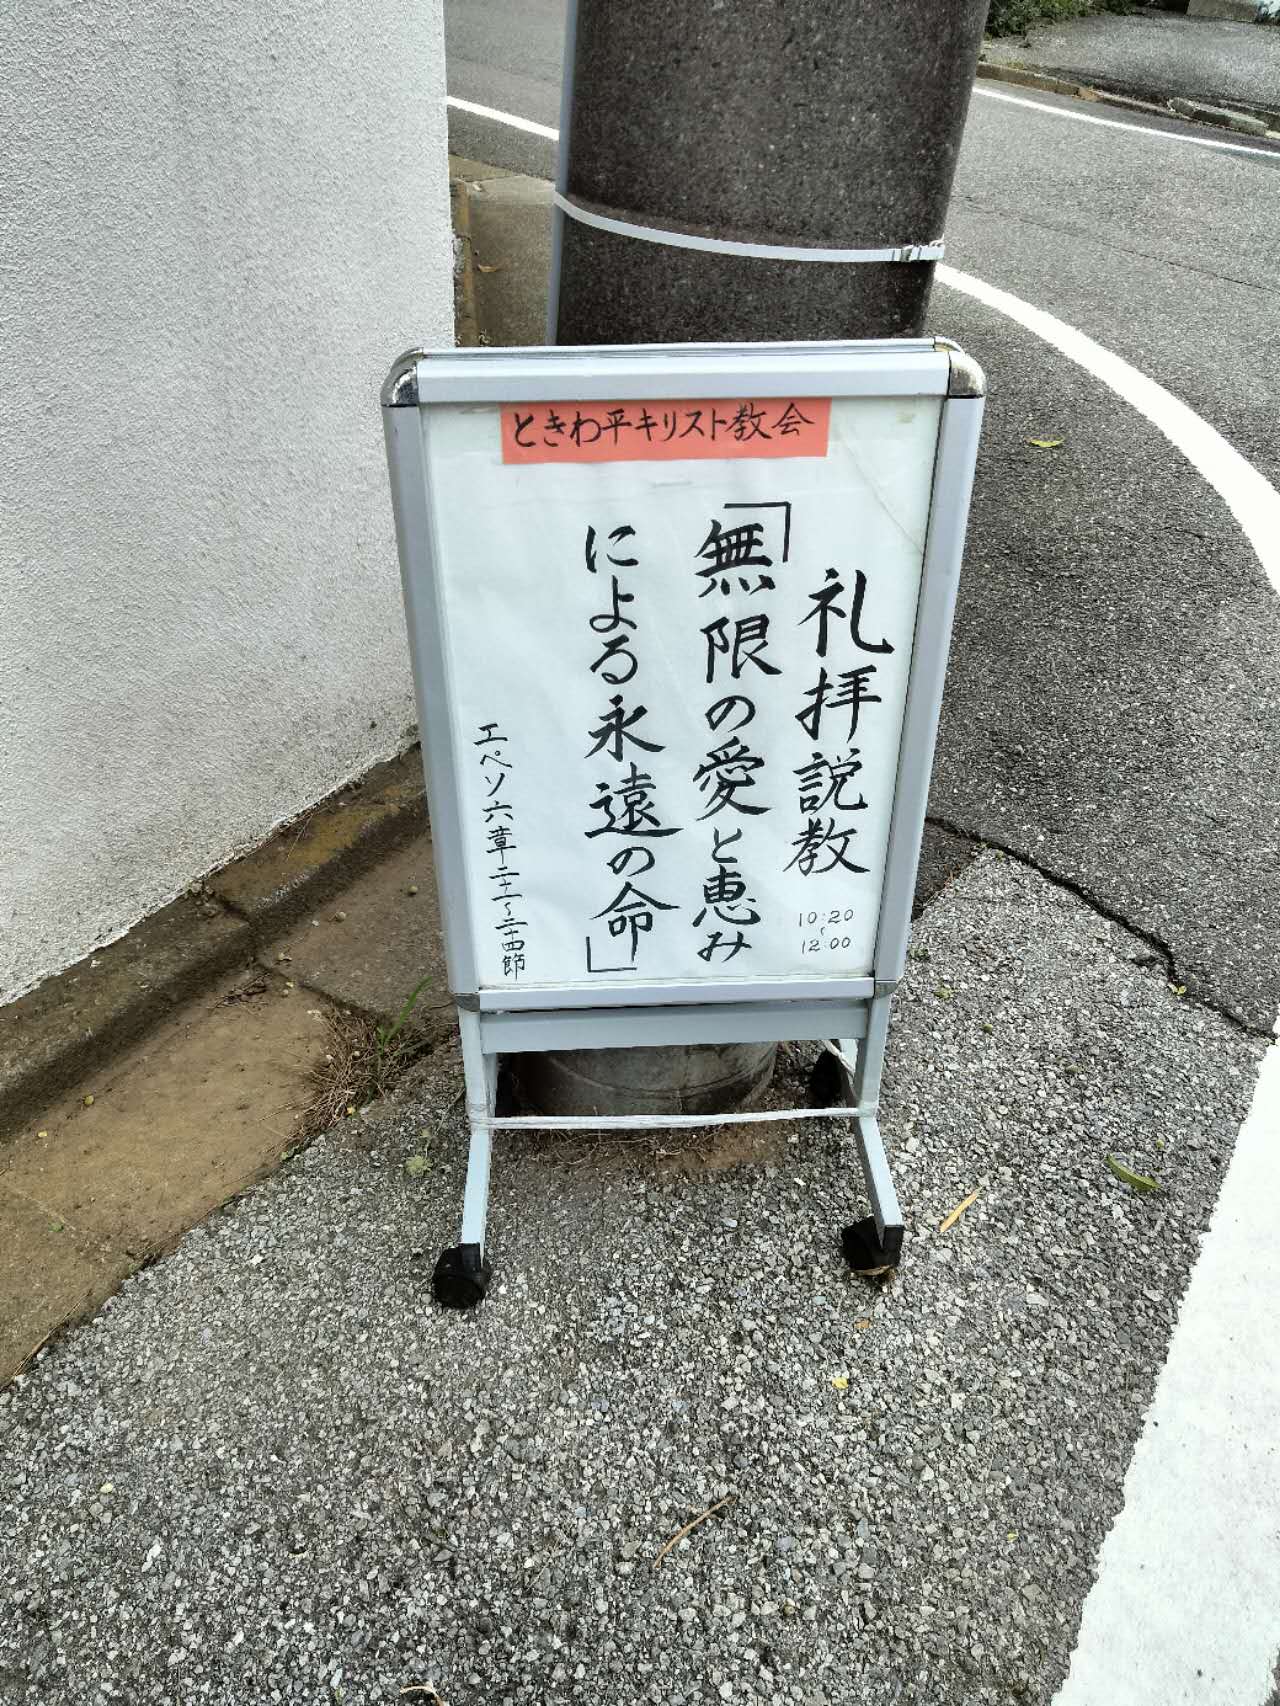 ときわ平キリスト教会
礼拝説教
10:20
〜
12:00
「無限の愛と恵み
による永遠の命」
エペソ六章二十一〜二十四節